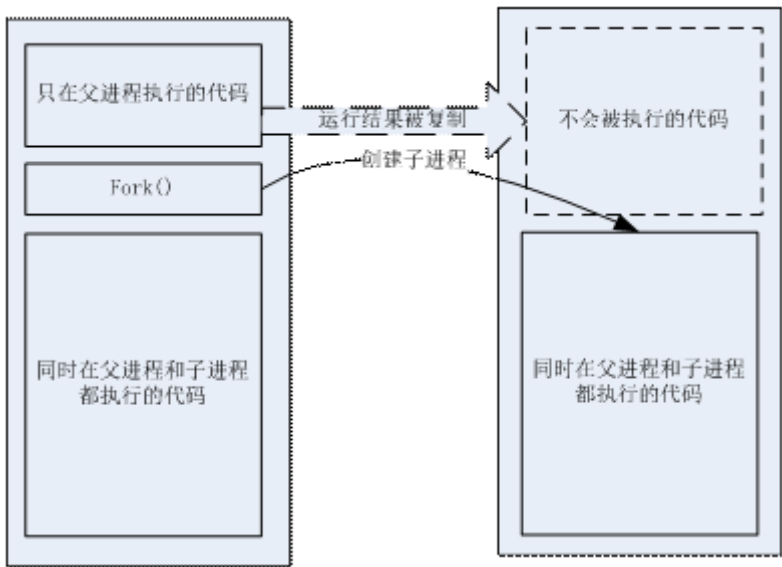 只在父进程执行的代码
运行结果被复制
不会被执行的代码
创建子进程
Fork()
同时在父进程和子进程
都执行的代码
同时在父进程和子进程
都执行的代码